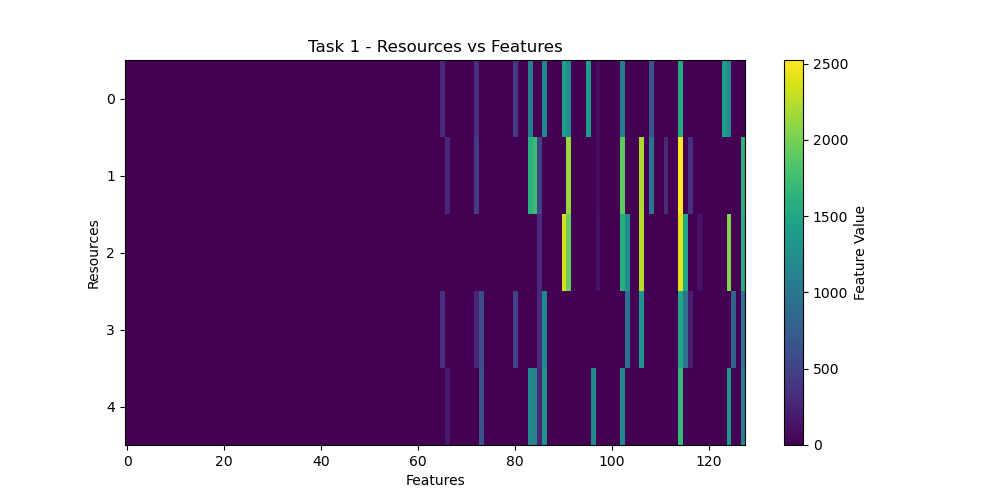 Task 1 - Resources vs Features
Resources
0
1
2
3
4
0 20 40 60 80 100 120
Features
2500
2000
1500
1000
500
0
Feature Value